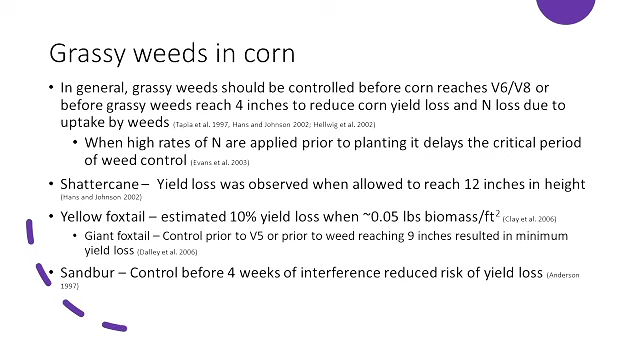 Grassy weeds in corn
• In general, grassy weeds should be controlled before corn reaches V6/V8 or
before grassy weeds reach 4 inches to reduce corn yield loss and N loss due to
uptake by weeds (Tapia et al. 1997, Hans and Johnson 2002; Hellwig et al. 2002)
• When high rates of N are applied prior to planting it delays the critical period
of weed control (Evans et al. 2003)
• Shattercane – Yield loss was observed when allowed to reach 12 inches in height
(Hans and Johnson 2002)
• Yellow foxtail – estimated 10% yield loss when ~0.05 lbs biomass/ft² (Clay et al. 2006)
• Giant foxtail – Control prior to V5 or prior to weed reaching 9 inches resulted in minimum
yield loss (Dalley et al. 2006)
• Sandbur – Control before 4 weeks of interference reduced risk of yield loss (Anderson
1997)